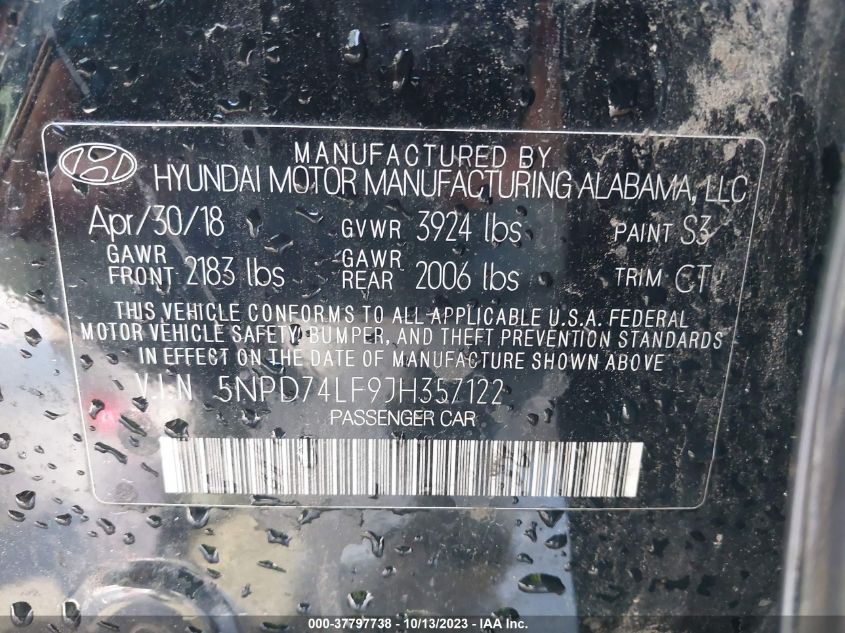 MANUFACTURED BY
HYUNDAI MOTOR MANUFACTURING ALABAMA, LLC
Apr/30/18 GVWR 3924 lbs PAINT S3
GAWR FRONT 2183 lbs GAWR REAR 2006 lbs TRIM CT
THIS VEHICLE CONFORMS TO ALL APPLICABLE U.S.A. FEDERAL
MOTOR VEHICLE SAFETY, BUMPER, AND THEFT PREVENTION STANDARDS
IN EFFECT ON THE DATE OF MANUFACTURE SHOWN ABOVE
V.I.N 5NPD74LF9JH357122
PASSENGER CAR
000-37797738 - 10/13/2023 - IAA Inc.